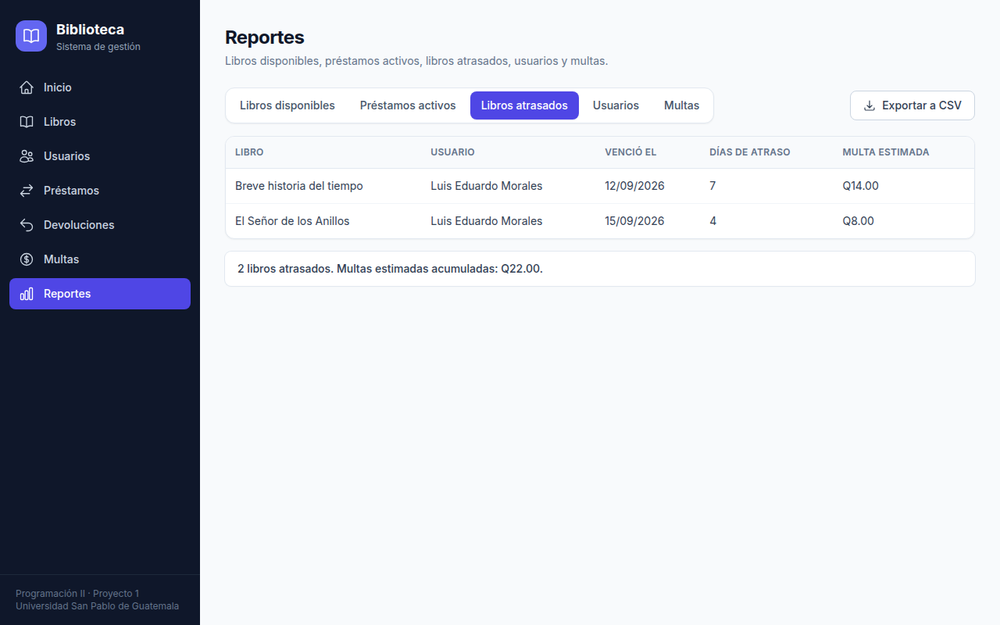 Biblioteca
Sistema de gestión
Inicio
Libros
Usuarios
Préstamos
Devoluciones
Multas
Reportes
Programación II · Proyecto 1
Universidad San Pablo de Guatemala
Reportes
Libros disponibles, préstamos activos, libros atrasados, usuarios y multas.
Libros disponibles Préstamos activos Libros atrasados Usuarios Multas Exportar a CSV
LIBRO USUARIO VENCIÓ EL DÍAS DE ATRASO MULTA ESTIMADA
Breve historia del tiempo Luis Eduardo Morales 12/09/2026 7 Q14.00
El Señor de los Anillos Luis Eduardo Morales 15/09/2026 4 Q8.00
2 libros atrasados. Multas estimadas acumuladas: Q22.00.